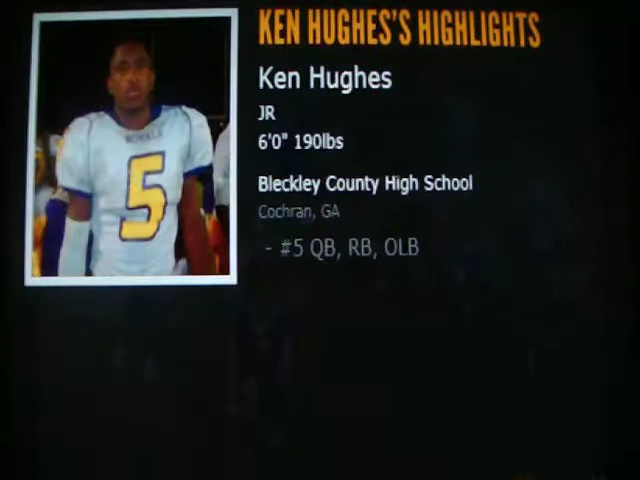 KEN HUGHES'S HIGHLIGHTS
Ken Hughes
JR
6'0" 190lbs
Bleckley County High School
Cochran, GA
- #5 QB, RB, OLB
5